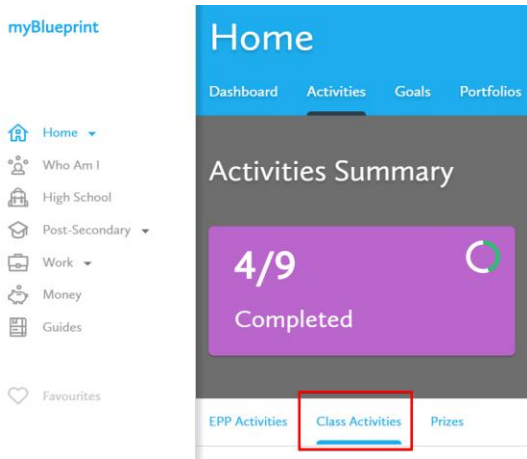 myBlueprint
Home
Who Am I
High School
Post-Secondary
Work
Money
Guides
Favourites
Home
Dashboard Activities Goals Portfolios
Activities Summary
4/9
Completed
EPP Activities Class Activities Prizes